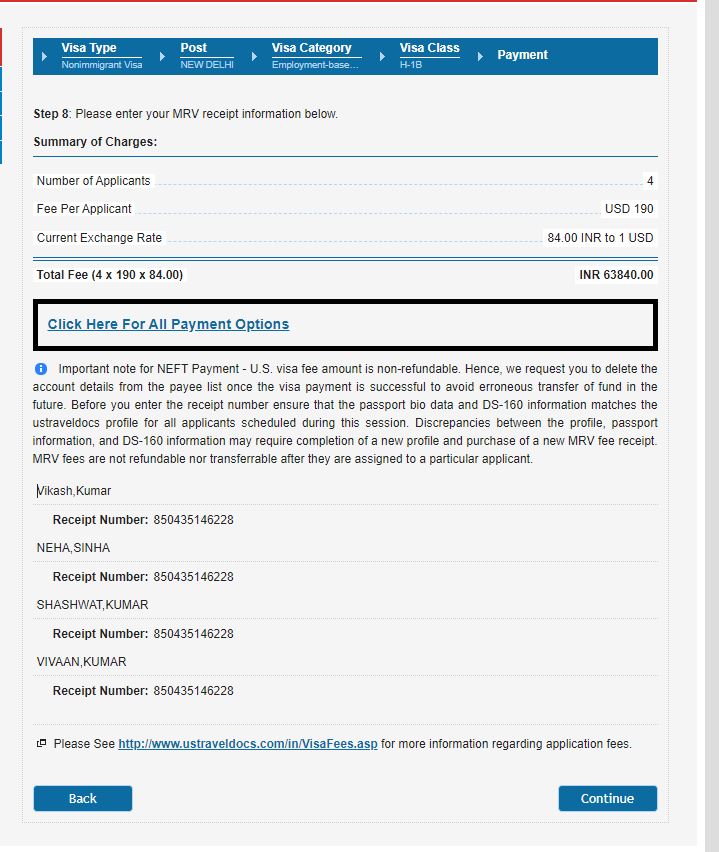 Visa Type
Nonimmigrant Visa
Post
NEW DELHI
Visa Category
Employment-base...
Visa Class
H-1B
Payment
Step 8: Please enter your MRV receipt information below.
Summary of Charges:
Number of Applicants 4
Fee Per Applicant USD 190
Current Exchange Rate 84.00 INR to 1 USD
Total Fee (4 x 190 x 84.00) INR 63840.00
Click Here For All Payment Options
Important note for NEFT Payment - U.S. visa fee amount is non-refundable. Hence, we request you to delete the
account details from the payee list once the visa payment is successful to avoid erroneous transfer of fund in the
future. Before you enter the receipt number ensure that the passport bio data and DS-160 information matches the
ustraveldocs profile for all applicants scheduled during this session. Discrepancies between the profile, passport
information, and DS-160 information may require completion of a new profile and purchase of a new MRV fee receipt.
MRV fees are not refundable nor transferrable after they are assigned to a particular applicant.
Vikash,Kumar
Receipt Number: 850435146228
NEHA,SINHA
Receipt Number: 850435146228
SHASHWAT,KUMAR
Receipt Number: 850435146228
VIVAAN,KUMAR
Receipt Number: 850435146228
Please See http://www.ustraveldocs.com/in/VisaFees.asp for more information regarding application fees.
Back
Continue